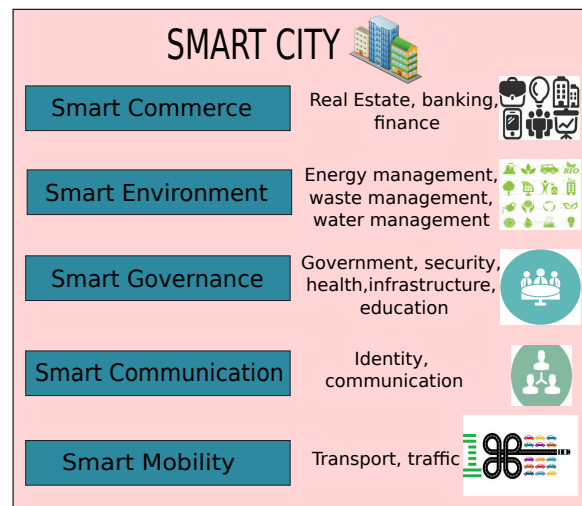 SMART CITY
Smart Commerce
Real Estate, banking,
finance
Smart Environment
Energy management,
waste management,
water management
BIO
Smart Governance
Government, security,
health,infrastructure,
education
Smart Communication
Identity,
communication
Smart Mobility
Transport, traffic